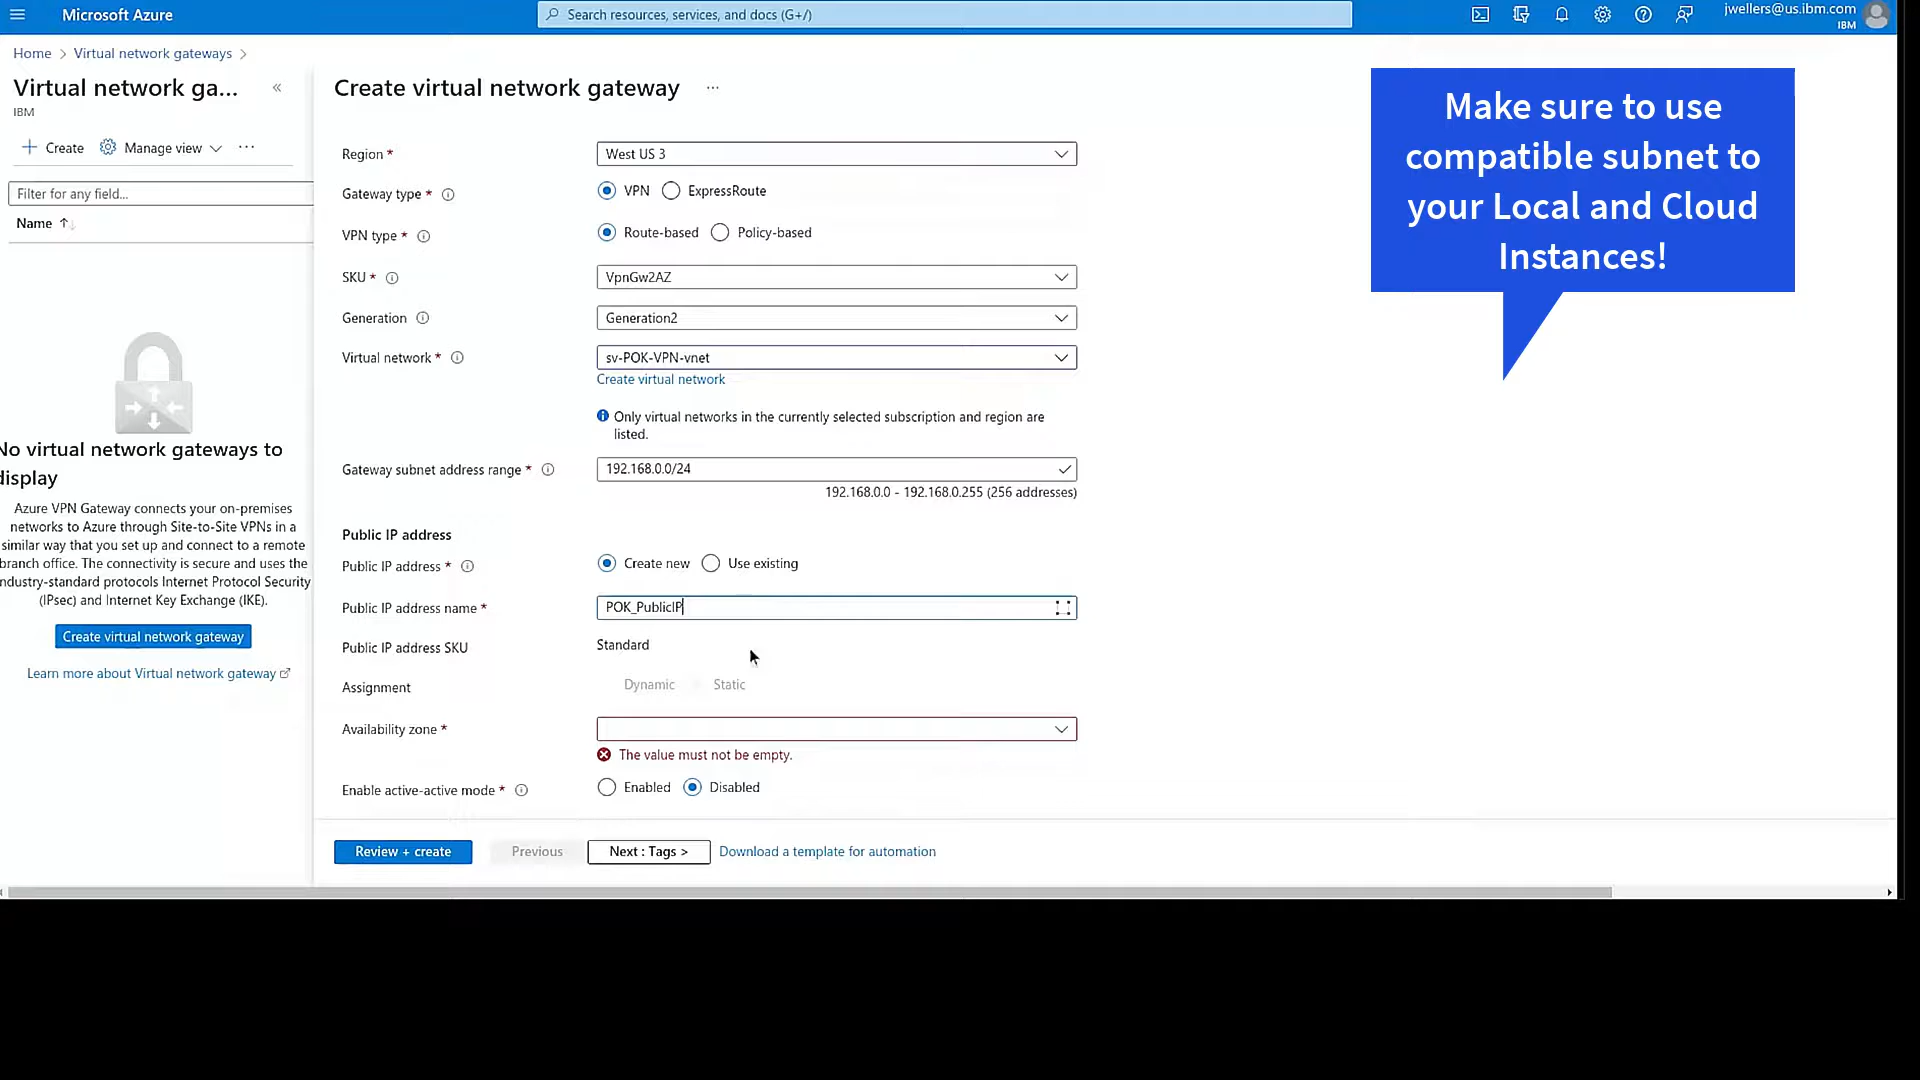 Microsoft Azure
Search resources, services, and docs (G+/)
jwellers@us.ibm.com
IBM
Home > Virtual network gateways >
Virtual network ga... «
IBM
+ Create Manage view ...
Filter for any field...
Name ↑↓
No virtual network gateways to
display
Azure VPN Gateway connects your on-premises
networks to Azure through Site-to-Site VPNs in a
similar way that you set up and connect to a remote
branch office. The connectivity is secure and uses the
industry-standard protocols Internet Protocol Security
(IPsec) and Internet Key Exchange (IKE).
Create virtual network gateway
Learn more about Virtual network gateway
Create virtual network gateway ...
Region * West US 3
Gateway type * VPN ExpressRoute
VPN type * Route-based Policy-based
SKU * VpnGw2AZ
Generation Generation2
Virtual network * sv-POK-VPN-vnet
Create virtual network
Only virtual networks in the currently selected subscription and region are
listed.
Gateway subnet address range * 192.168.0.0/24
192.168.0.0 - 192.168.0.255 (256 addresses)
Public IP address
Public IP address * Create new Use existing
Public IP address name * POK_PublicIP
Public IP address SKU Standard
Assignment Dynamic Static
Availability zone *
The value must not be empty.
Enable active-active mode * Enabled Disabled
Review + create Previous Next : Tags > Download a template for automation
Make sure to use
compatible subnet to
your Local and Cloud
Instances!